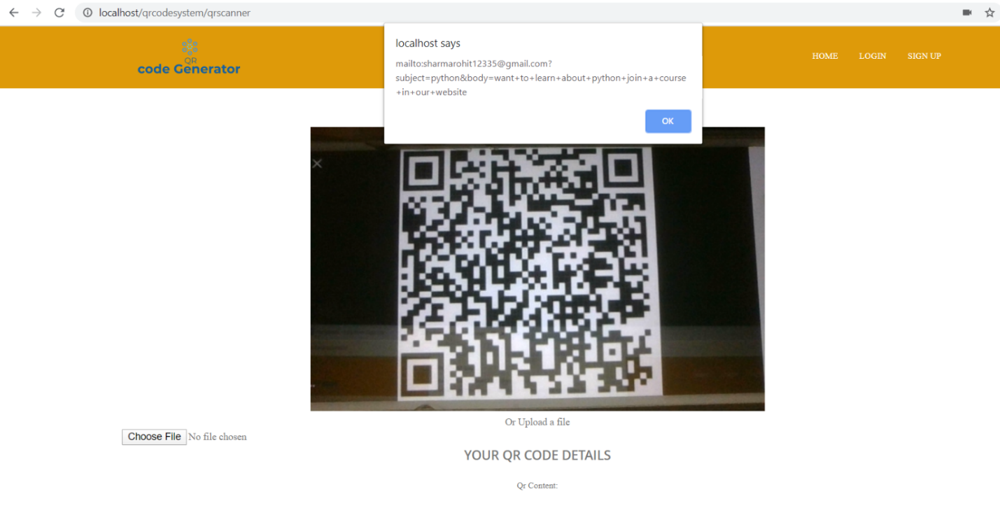 localhost/qrcodesystem/qrscanner
localhost says
mailto:sharmarohit12335@gmail.com?
subject=python&body=want+to+learn+about+python+join+a+course
+in+our+website
OK
QR
code Generator
HOME LOGIN SIGN UP
Or Upload a file
Choose File No file chosen
YOUR QR CODE DETAILS
Qr Content: